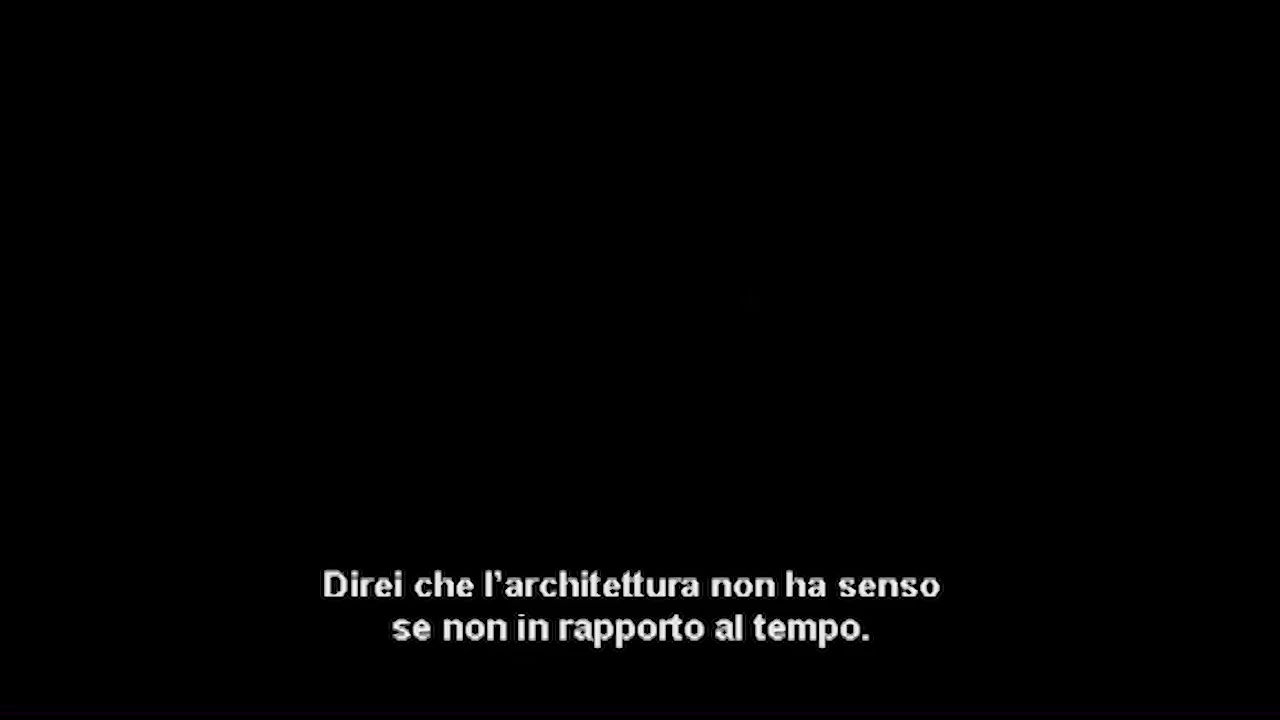 Direi che l’architettura non ha senso
se non in rapporto al tempo.